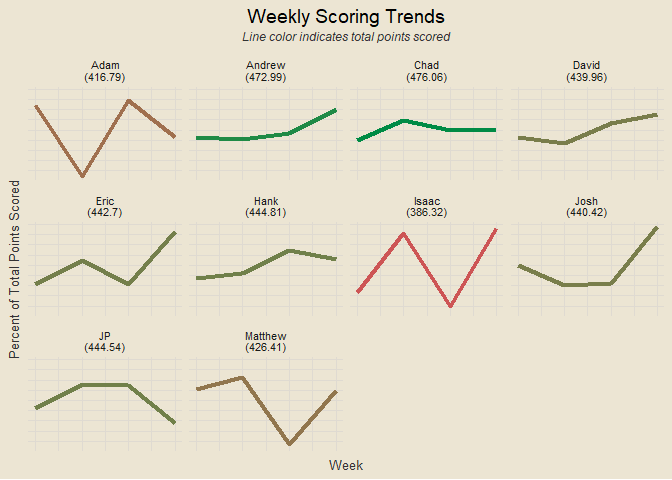 Weekly Scoring Trends
Line color indicates total points scored
Adam
(416.79)
Andrew
(472.99)
Chad
(476.06)
David
(439.96)
Eric
(442.7)
Hank
(444.81)
Isaac
(386.32)
Josh
(440.42)
JP
(444.54)
Matthew
(426.41)
Percent of Total Points Scored
Week